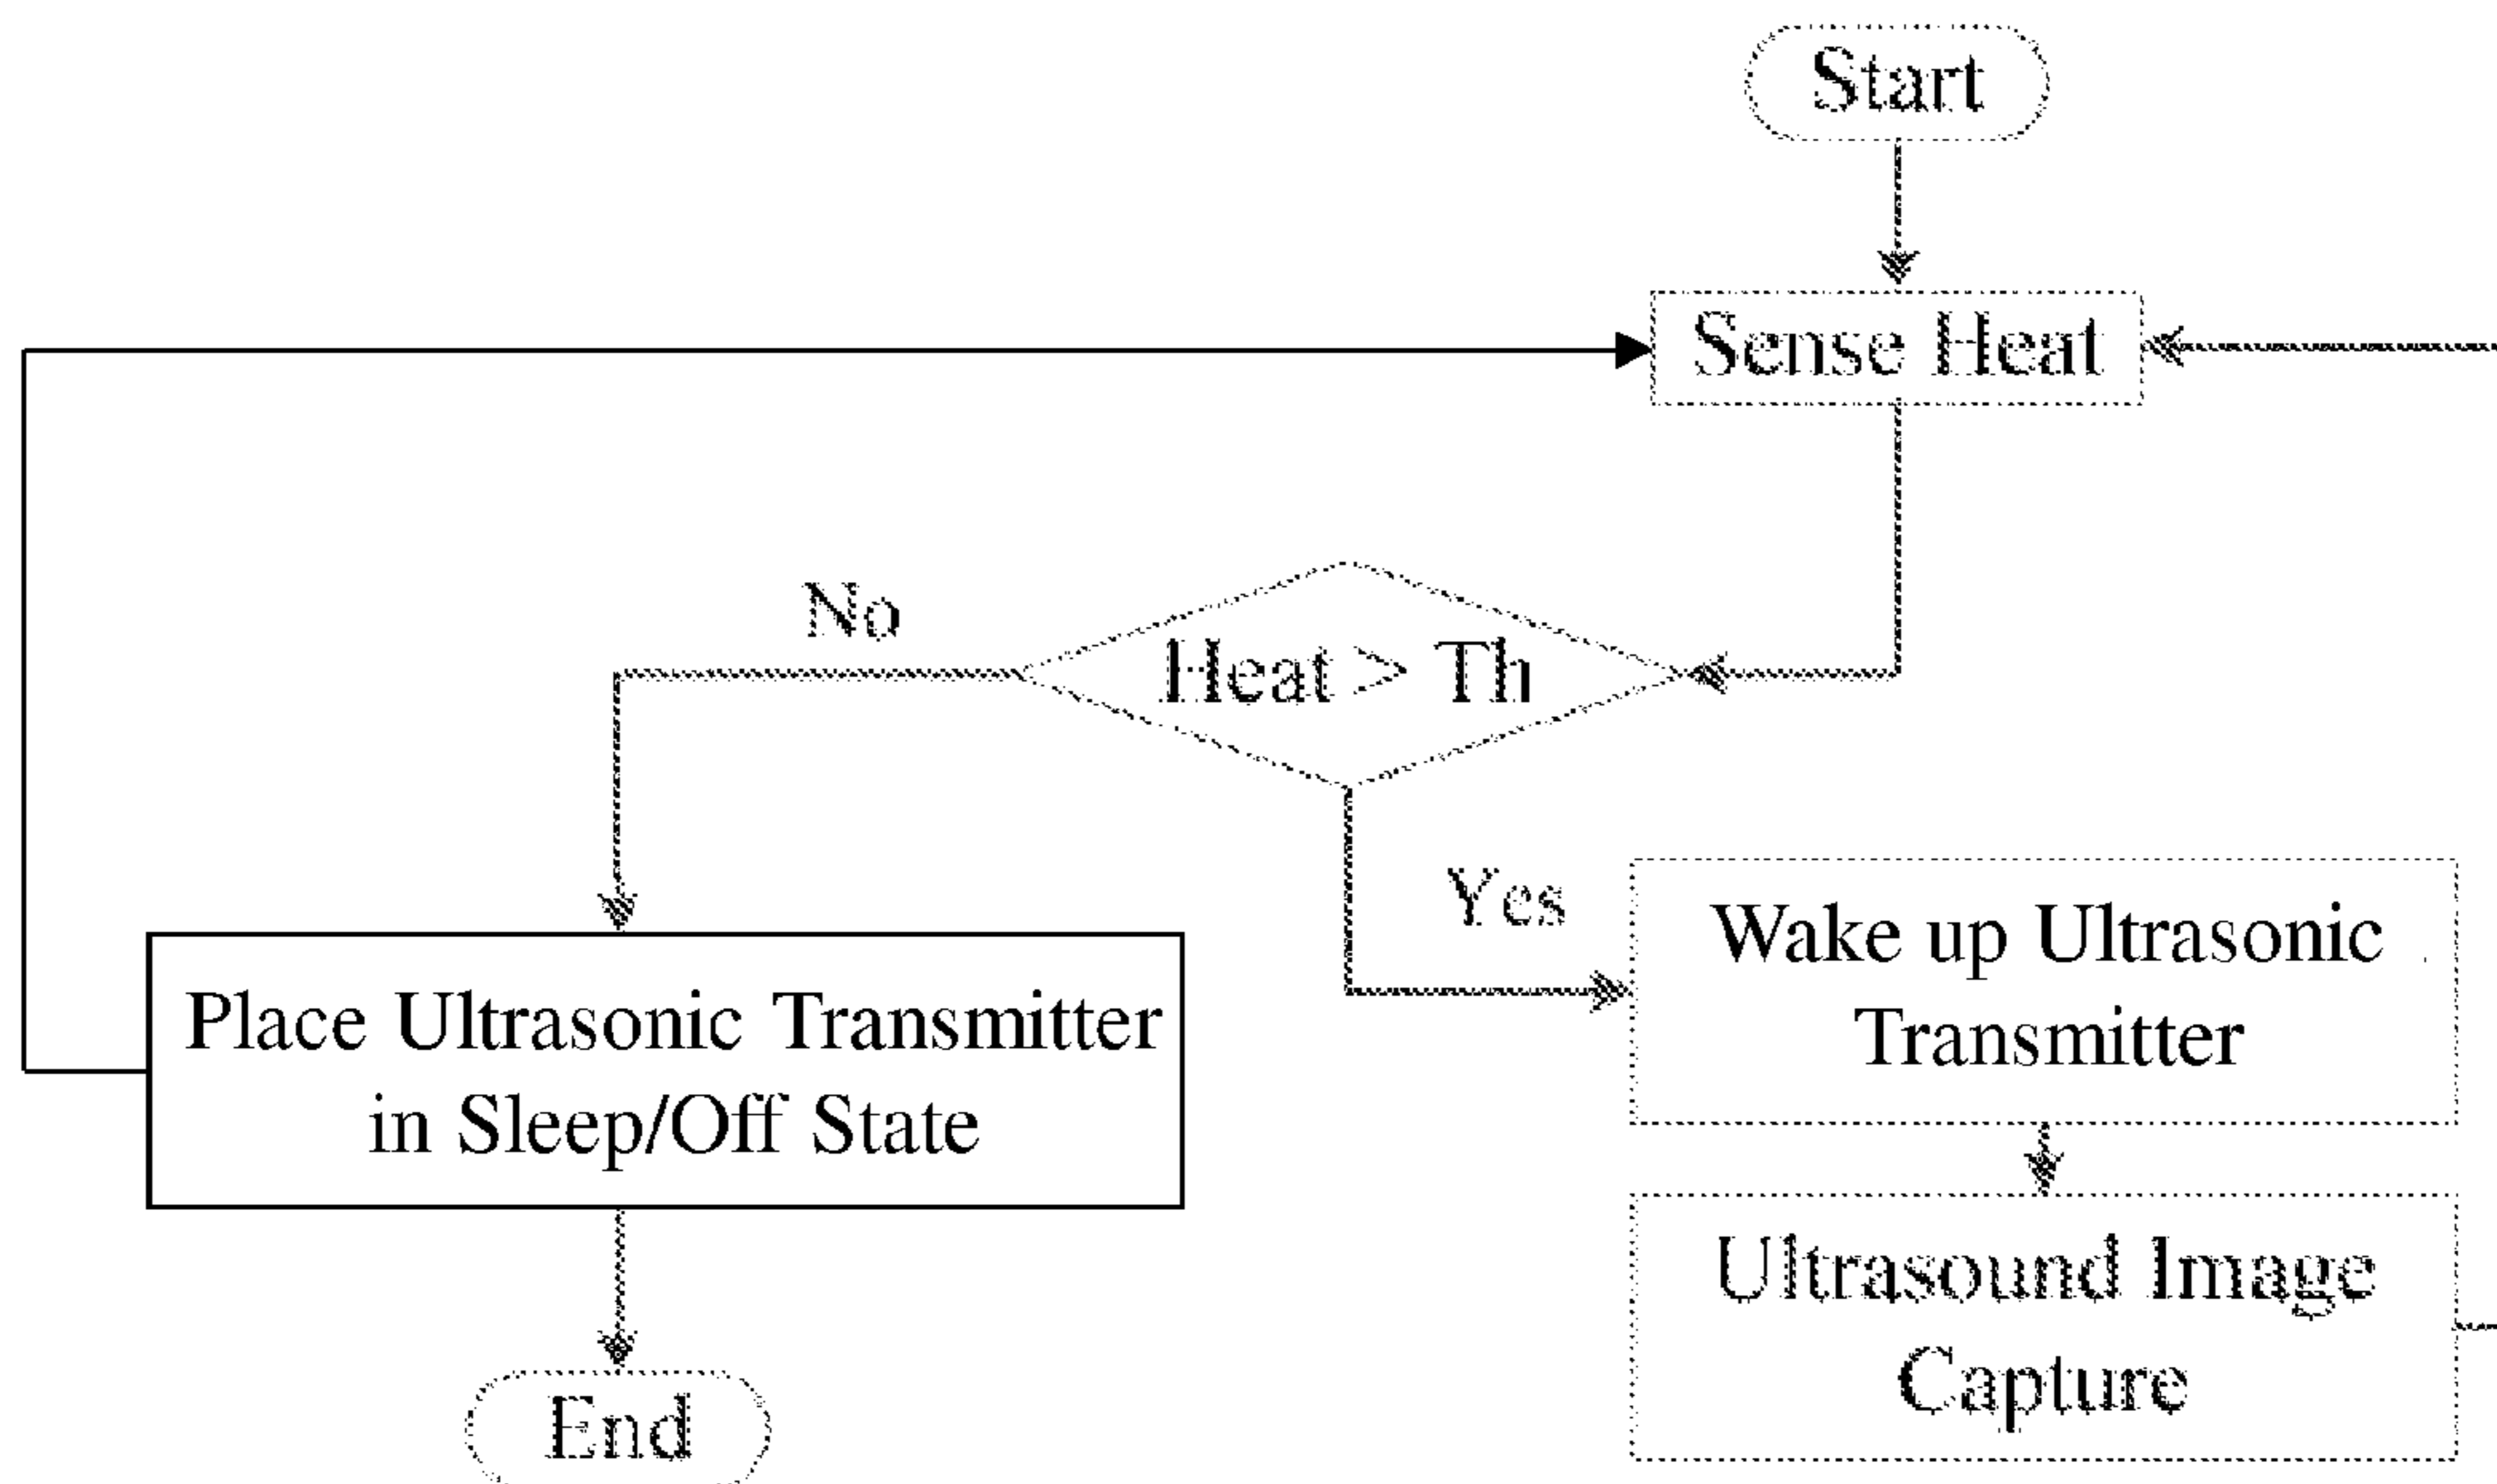 Start
Sense Heat
No
Heat > Th
Yes
Wake up Ultrasonic
Transmitter
Place Ultrasonic Transmitter
in Sleep/Off State
Ultrasound Image
Capture
End